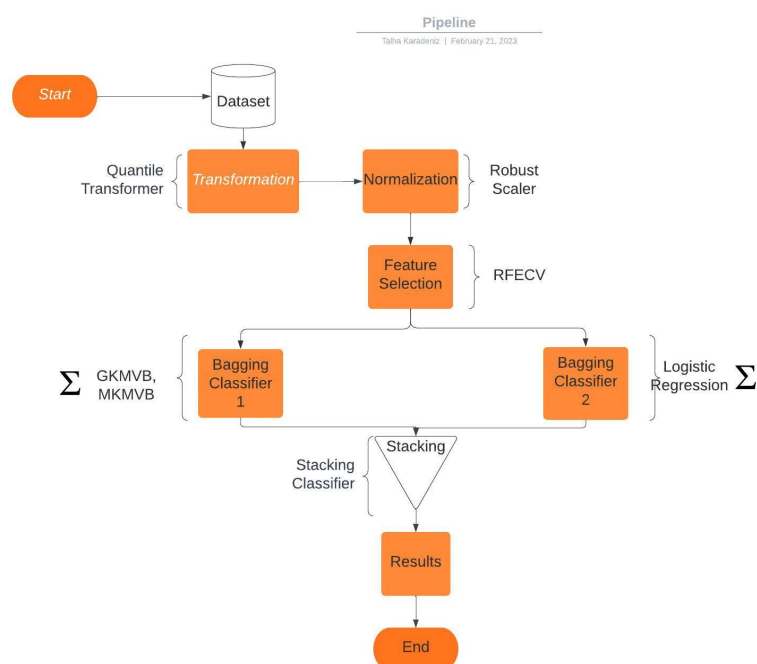 Pipeline
Talha Karadeniz | February 21, 2023
Start
Dataset
Quantile
Transformer
Transformation
Normalization
Robust
Scaler
Feature
Selection
RFECV
Σ
GKMVB,
MKMVB
Bagging
Classifier
1
Bagging
Classifier
2
Logistic
Regression
Σ
Stacking
Stacking
Classifier
Results
End